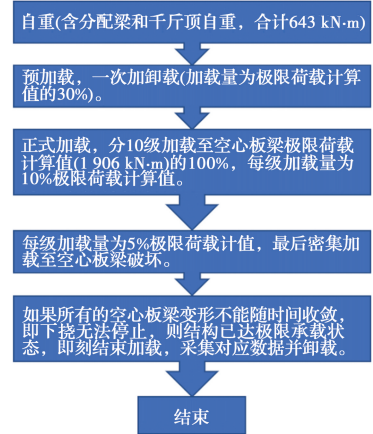 自重(含分配梁和千斤顶自重，合计643 kN·m)
预加载，一次加卸载(加载量为极限荷载计算
值的30%)。
正式加载，分10级加载至空心板梁极限荷载
计算值(1 906 kN·m)的100%，每级加载量为
10%极限荷载计算值。
每级加载量为5%极限荷载计值，最后密集加
载至空心板梁破坏。
如果所有的空心板梁变形不能随时间收敛，
即下挠无法停止，则结构已达极限承载状
态，即刻结束加载，采集对应数据并卸载。
结束